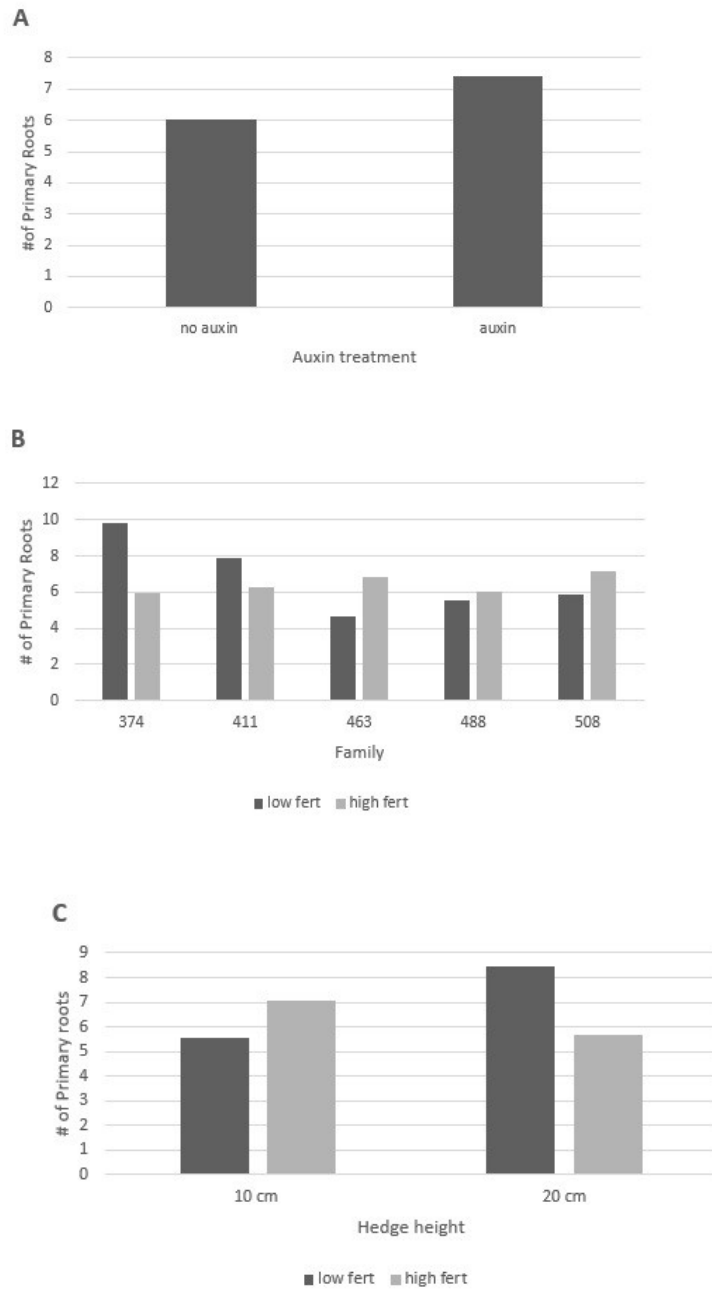 A
8
7
6
5
4
3
2
1
0
#of Primary Roots
no auxin auxin
Auxin treatment
B
12
10
8
6
4
2
0
# of Primary Roots
374 411 463 488 508
Family
low fert high fert
C
9
8
7
6
5
4
3
2
1
0
# of Primary roots
10 cm 20 cm
Hedge height
low fert high fert